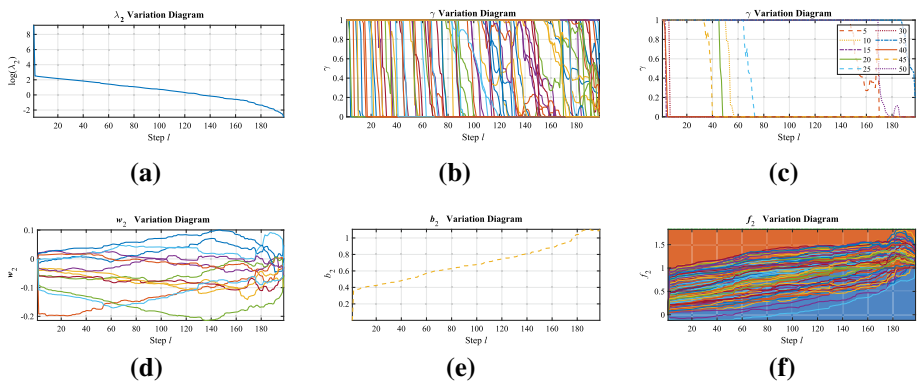 λ2 Variation Diagram
log(λ2)
8
6
4
2
0
-2
20 40 60 80 100 120 140 160 180
Step l
(a)
γ Variation Diagram
γ
1
0.8
0.6
0.4
0.2
0
20 40 60 80 100 120 140 160 180
Step l
(b)
γ Variation Diagram
γ
1
0.8
0.6
0.4
0.2
0
5 30
10 35
15 40
20 45
25 50
20 40 60 80 100 120 140 160 180
Step l
(c)
w2 Variation Diagram
w2
0.1
0
-0.1
-0.2
20 40 60 80 100 120 140 160 180
Step l
(d)
b2 Variation Diagram
b2
1
0.8
0.6
0.4
0.2
20 40 60 80 100 120 140 160 180
Step l
(e)
f2 Variation Diagram
f2
1.5
1
0.5
0
20 40 60 80 100 120 140 160 180
Step l
(f)